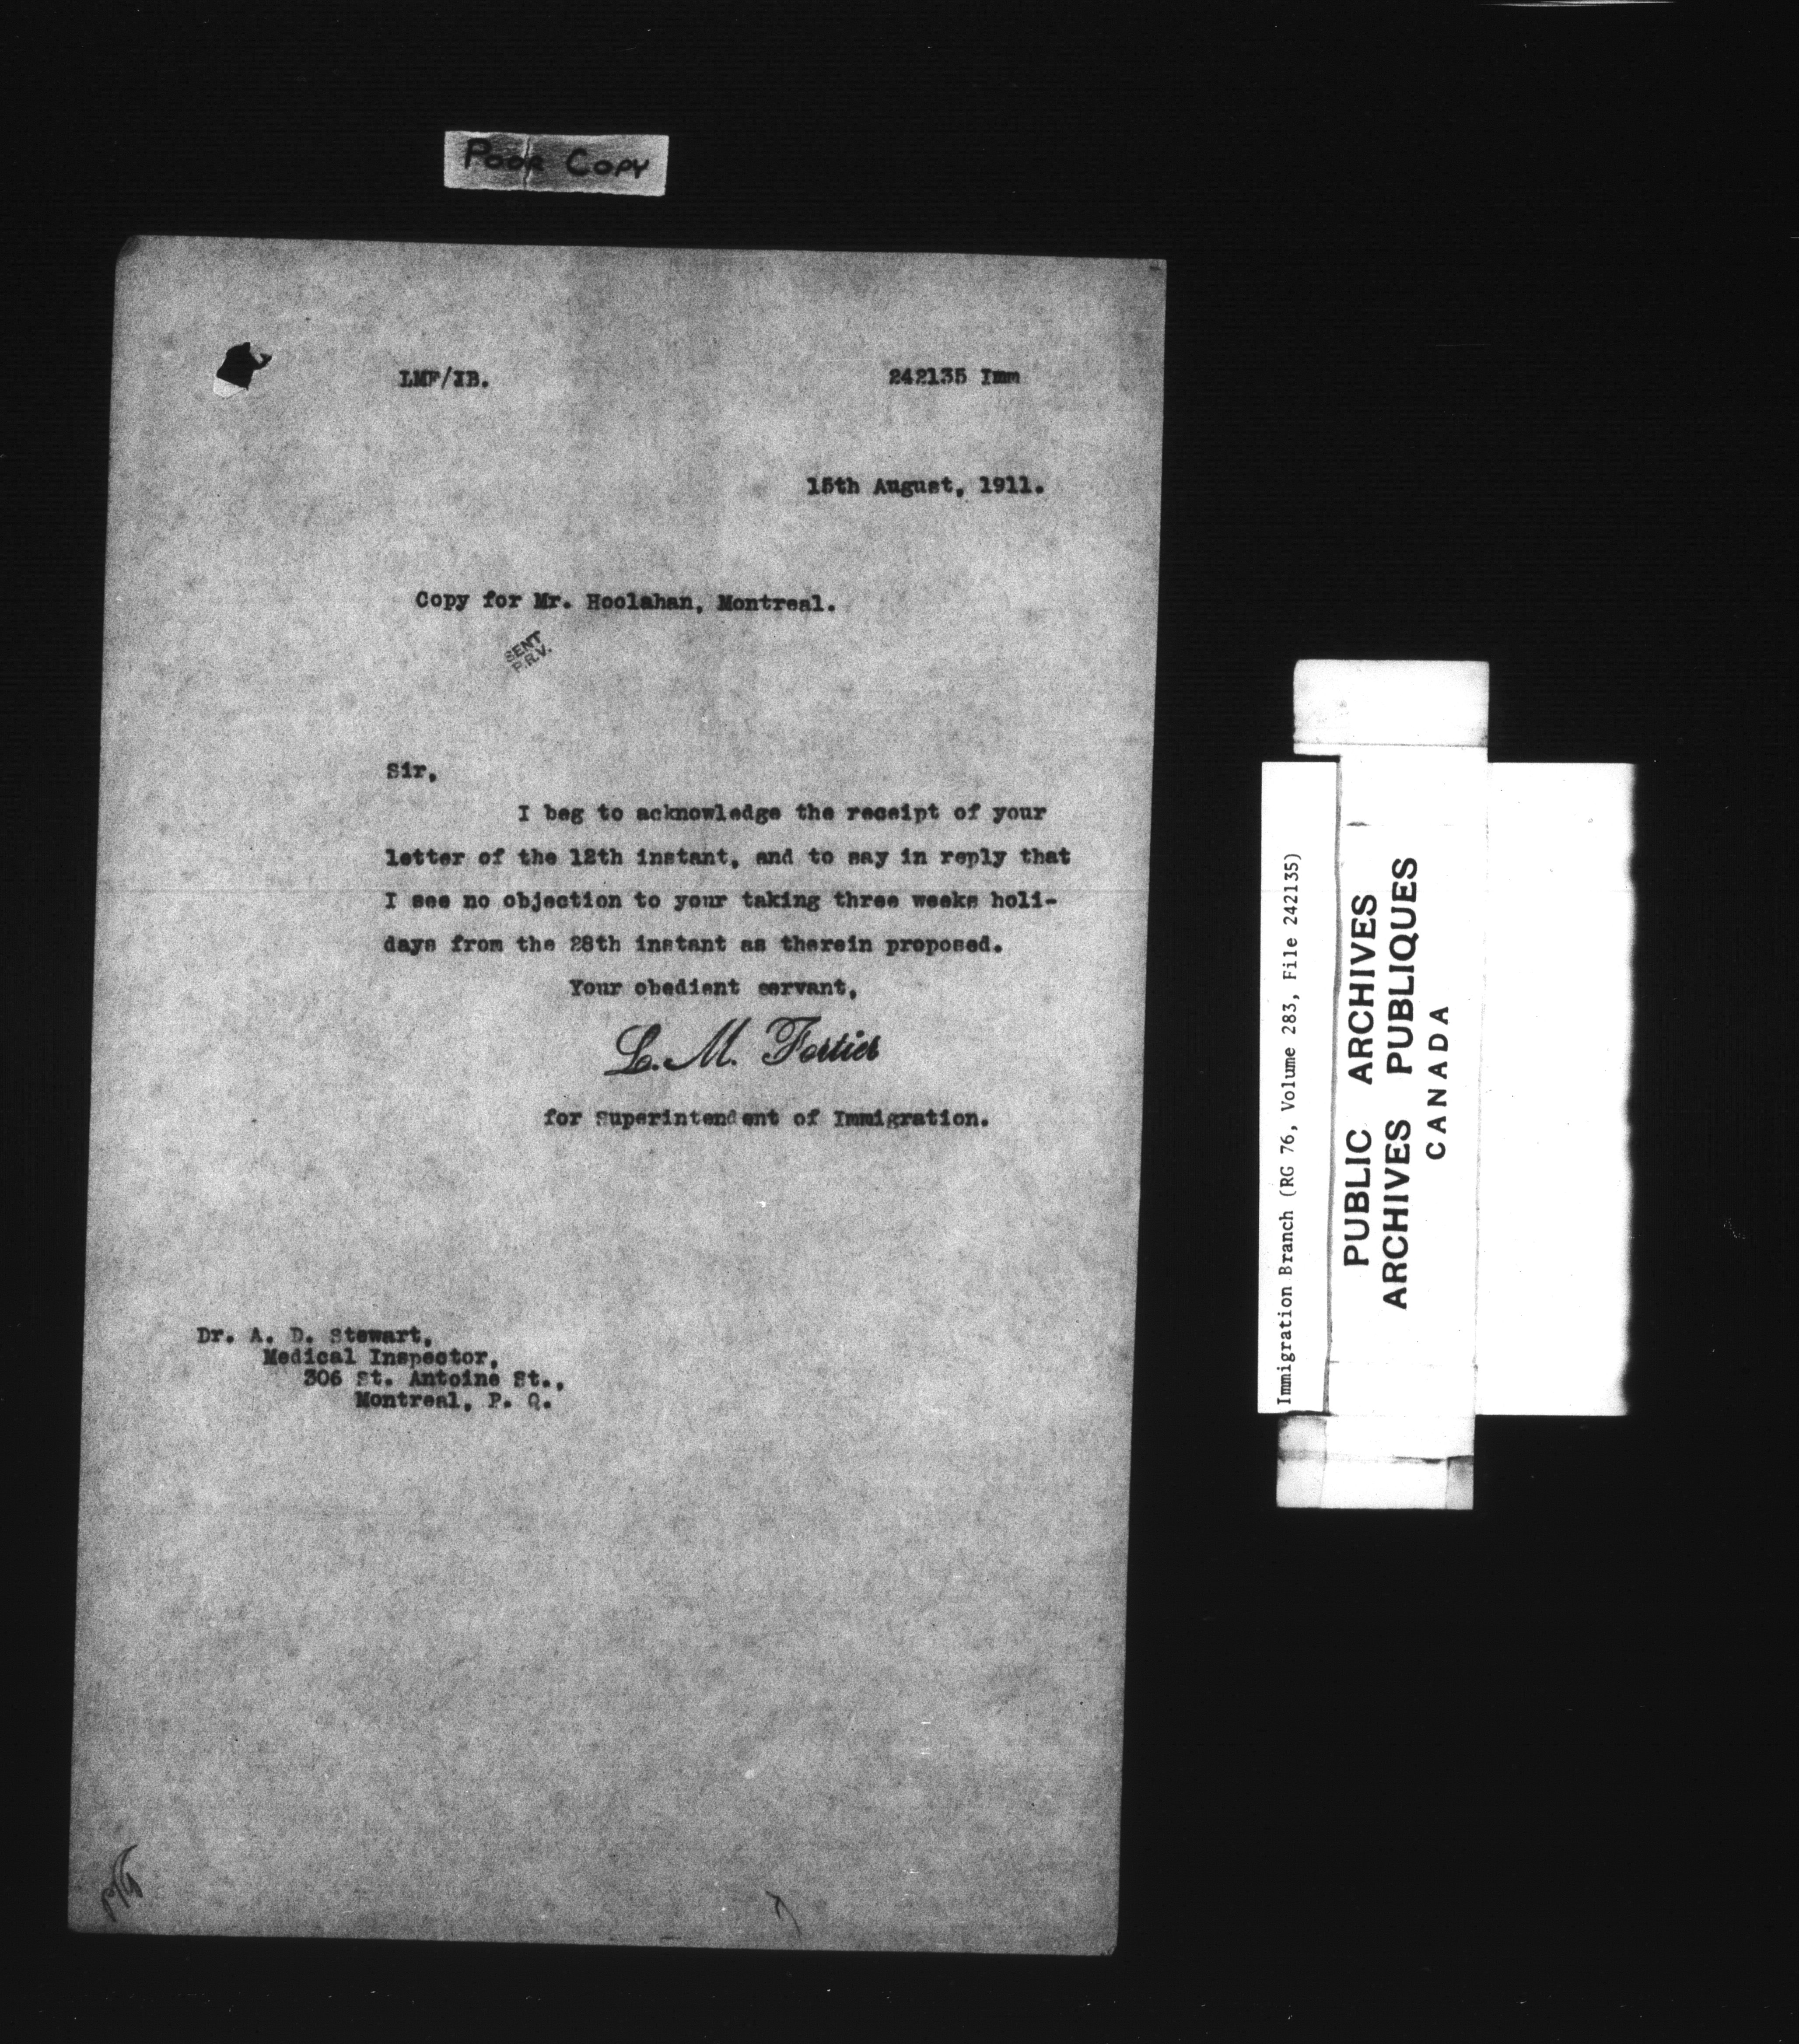 POOR COPY
LMF/IB.
242135 Imm
15th August, 1911.
Copy for Mr. Hoolahan, Montreal.
SENT
P.R.V.
Sir,
I beg to acknowledge the receipt of your
letter of the 12th instant, and to say in reply that
I see no objection to your taking three weeks holi-
days from the 28th instant as therein proposed.
Your obedient servant,
L. M. Fortier
for Superintendent of Immigration.
Dr. A. D. Stewart,
Medical Inspector,
306 St. Antoine St.,
Montreal, P. Q.
Immigration Branch (RG 76, Volume 283, File 242135)
PUBLIC ARCHIVES
ARCHIVES PUBLIQUES
CANADA